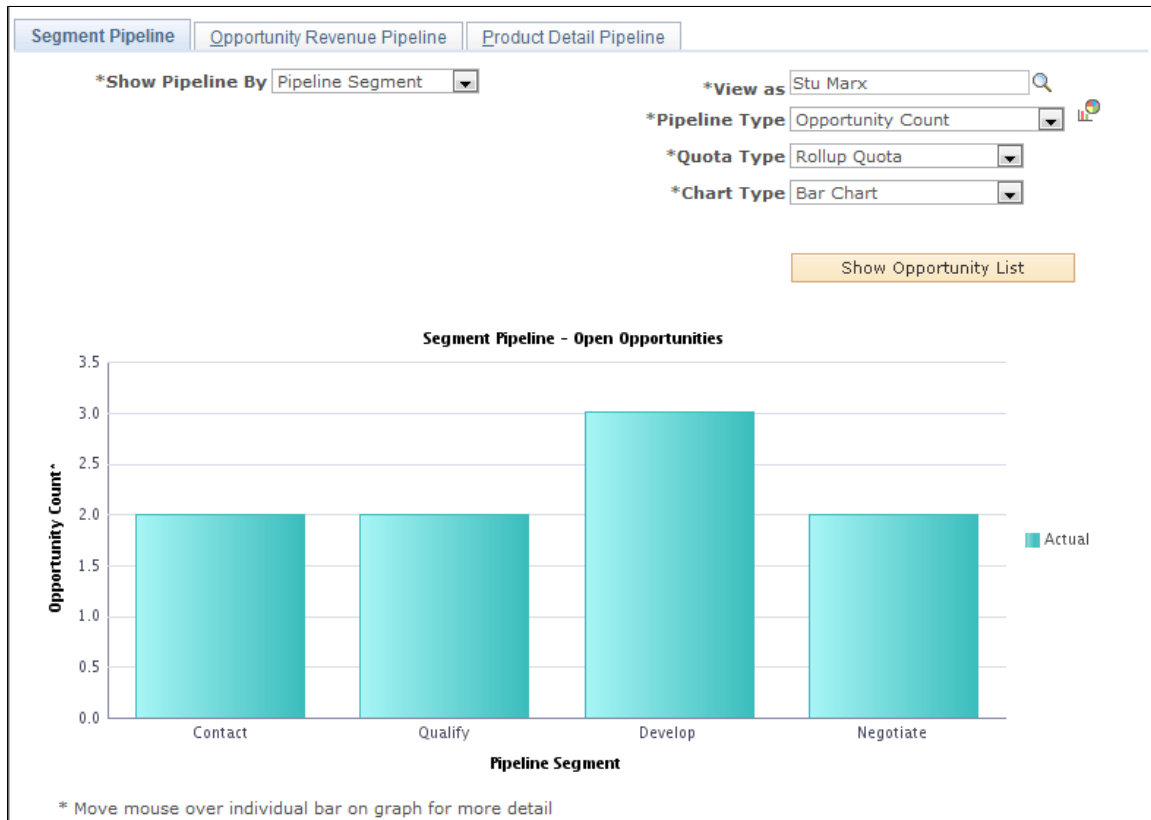 Segment Pipeline Opportunity Revenue Pipeline Product Detail Pipeline
*Show Pipeline By Pipeline Segment
*View as Stu Marx
*Pipeline Type Opportunity Count
*Quota Type Rollup Quota
*Chart Type Bar Chart
Show Opportunity List
Segment Pipeline - Open Opportunities
3.5
3.0
2.5
2.0
1.5
1.0
0.5
0.0
Opportunity Count*
Actual
Contact Qualify Develop Negotiate
Pipeline Segment
* Move mouse over individual bar on graph for more detail